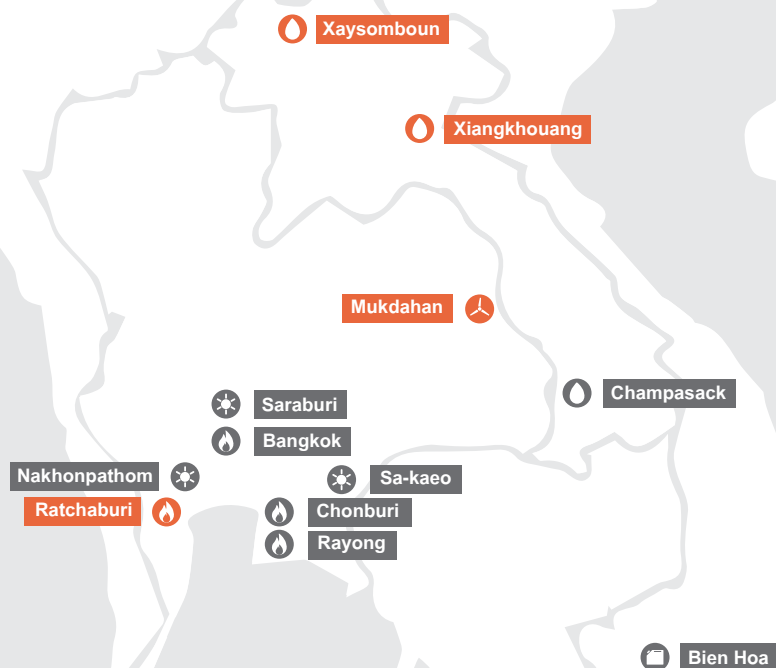 Xaysomboun
Xiangkhouang
Mukdahan
Champasack
Saraburi
Bangkok
Nakhonpathom
Sa-kaeo
Ratchaburi
Chonburi
Rayong
Bien Hoa